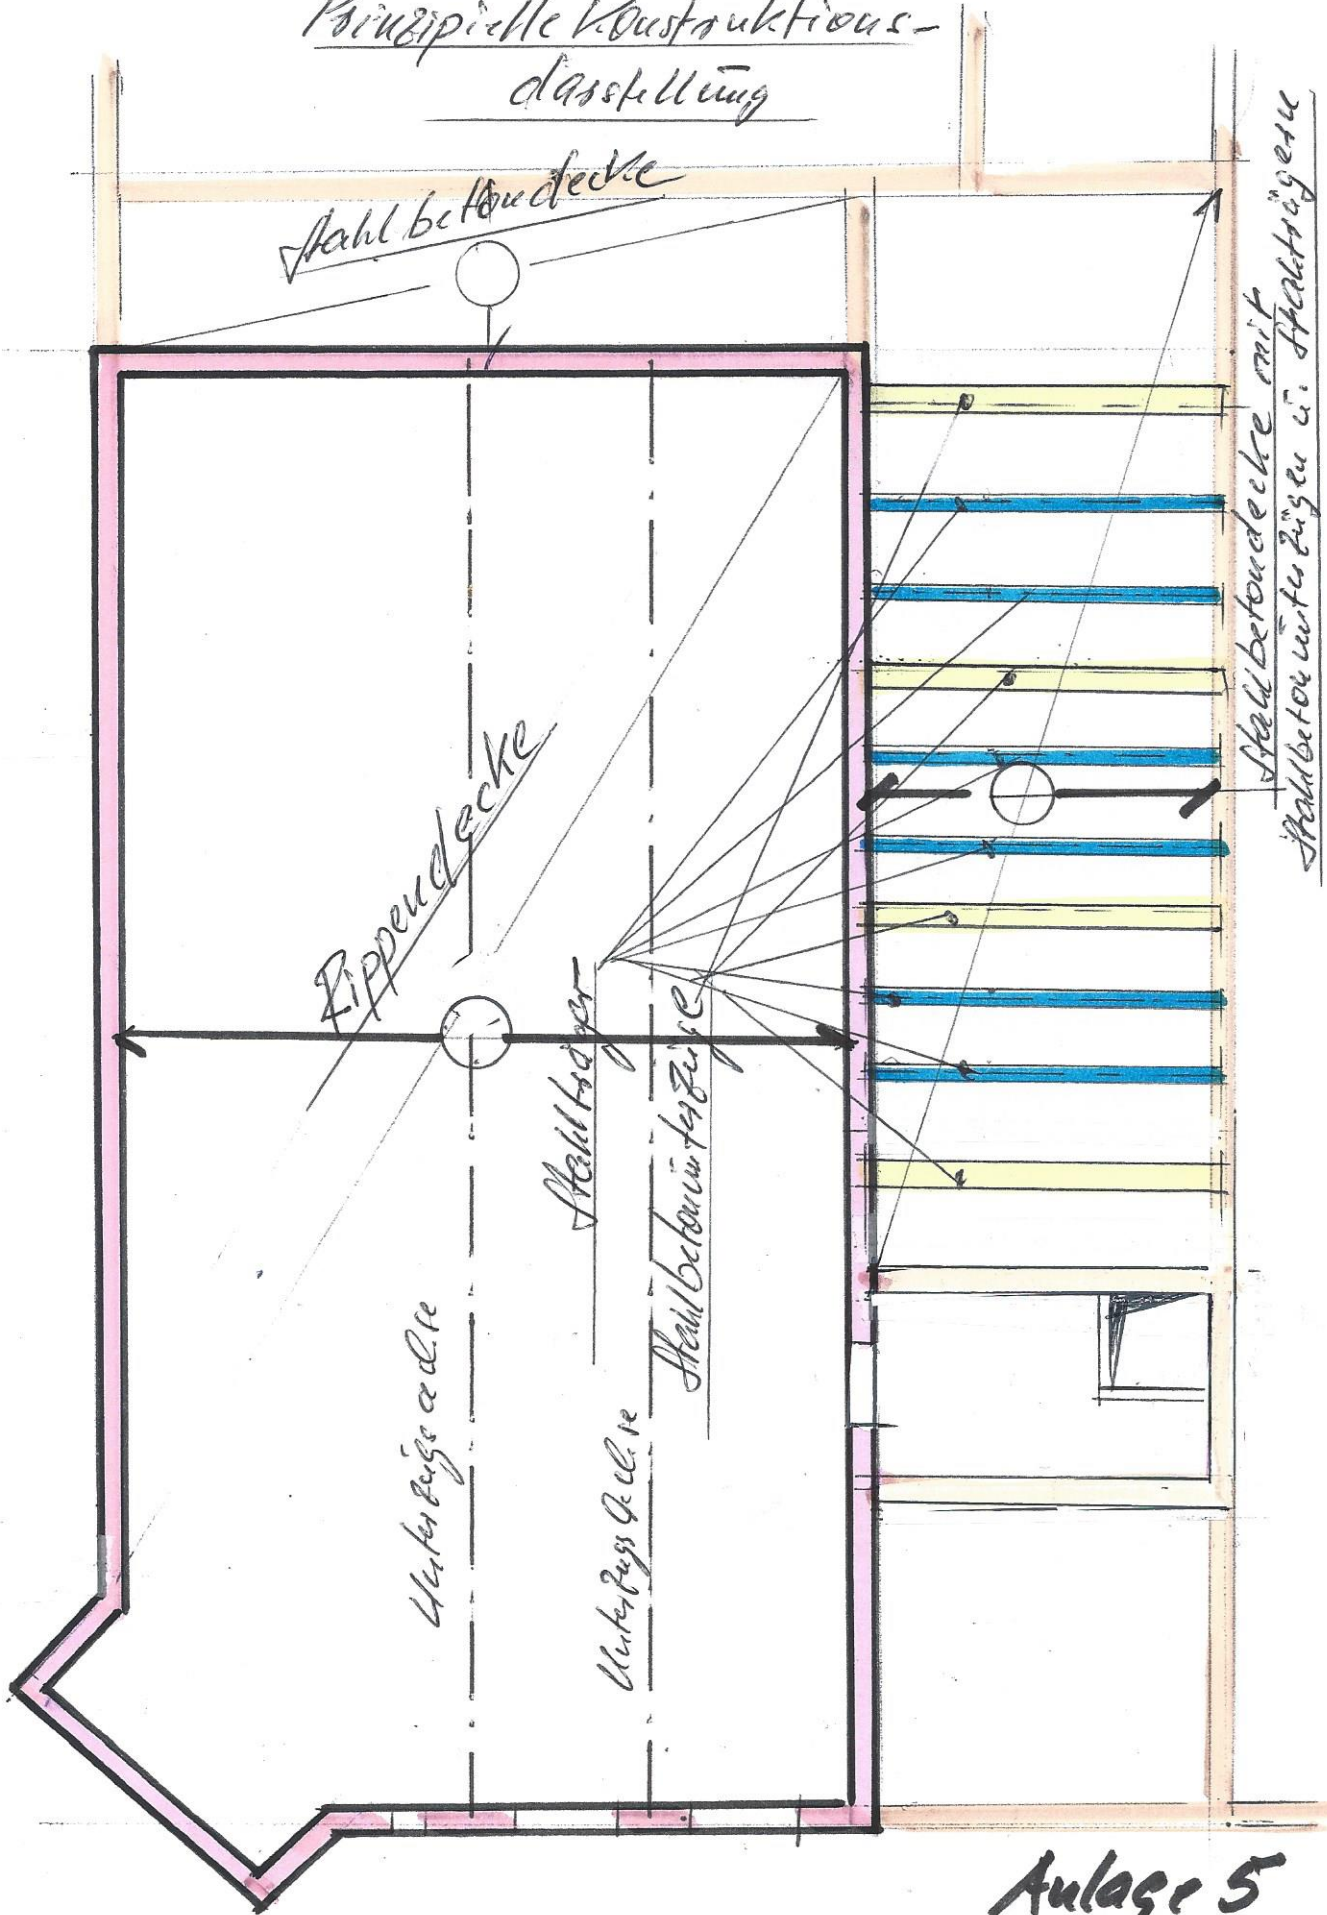 Prinzipielle Konstruktions-
darstellung
Stahlbetondecke
Stahlbetondecke mit
Stahlbetonunterzügen u. Stahlträgern
Rippendecke
Stahlträger
Stahlbetonunterzüge
Unterzugsachse
Unterzugsachse
Anlage 5